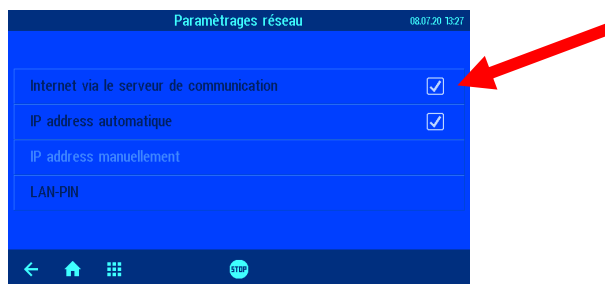 Paramètrages réseau
08.07.20 13:27
Internet via le serveur de communication
IP address automatique
IP address manuellement
LAN-PIN
STOP